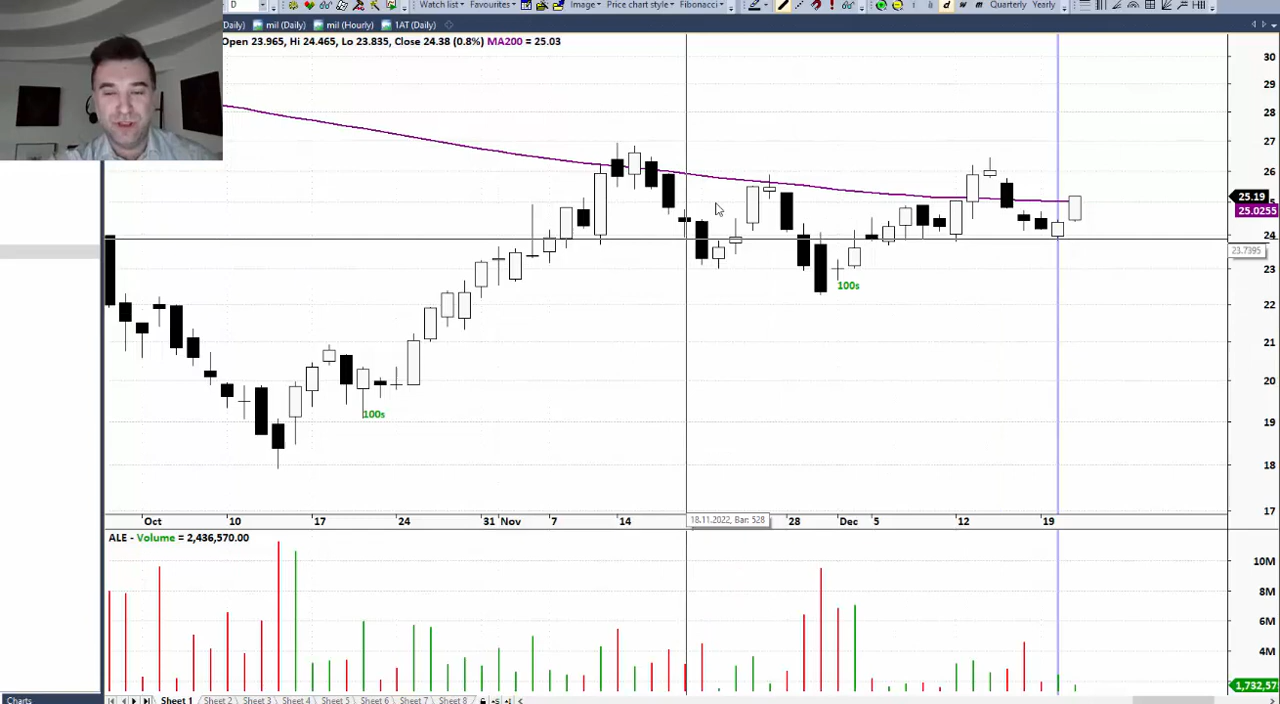 D Watch list Favourites Image Price chart style Fibonacci d w m Quarterly Yearly
Daily) mil (Daily) mil (Hourly) 1AT (Daily)
Open 23.965, Hi 24.465, Lo 23.835, Close 24.38 (0.8%) MA200 = 25.03
30
29
28
27
26
25.19
25.0255
24
23.7395
23
22
21
20
19
18
17
100s
100s
Oct 10 17 24 31 Nov 7 14 18.11.2022, Bar: 528 28 Dec 5 12 19
ALE - Volume = 2,436,570.00
10M
8M
6M
4M
1,732,57
Charts Sheet 1 Sheet 2 Sheet 3 Sheet 4 Sheet 5 Sheet 6 Sheet 7 Sheet 8